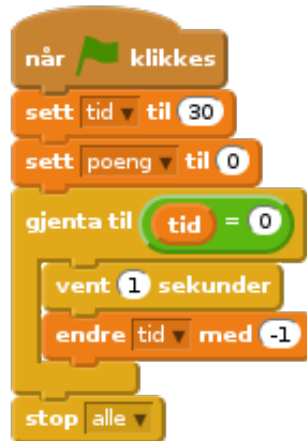 når klikkes
sett tid til 30
sett poeng til 0
gjenta til tid = 0
vent 1 sekunder
endre tid med -1
stop alle